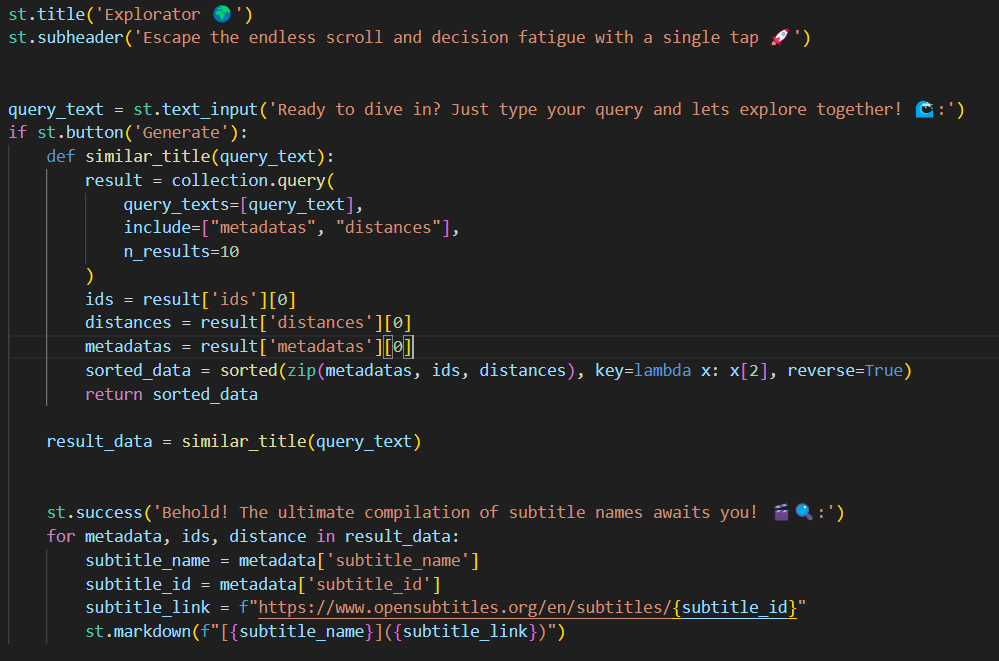 st.title('Explorator 🌍 ')
st.subheader('Escape the endless scroll and decision fatigue with a single tap 🚀 ')
query_text = st.text_input('Ready to dive in? Just type your query and lets explore together! 🌊:')
if st.button('Generate'):
    def similar_title(query_text):
        result = collection.query(
            query_texts=[query_text],
            include=["metadatas", "distances"],
            n_results=10
        )
        ids = result['ids'][0]
        distances = result['distances'][0]
        metadatas = result['metadatas'][0]
        sorted_data = sorted(zip(metadatas, ids, distances), key=lambda x: x[2], reverse=True)
        return sorted_data
    result_data = similar_title(query_text)
    st.success('Behold! The ultimate compilation of subtitle names awaits you! 🎬🔍:')
    for metadata, ids, distance in result_data:
        subtitle_name = metadata['subtitle_name']
        subtitle_id = metadata['subtitle_id']
        subtitle_link = f"https://www.opensubtitles.org/en/subtitles/{subtitle_id}"
        st.markdown(f"[{subtitle_name}]({subtitle_link})")